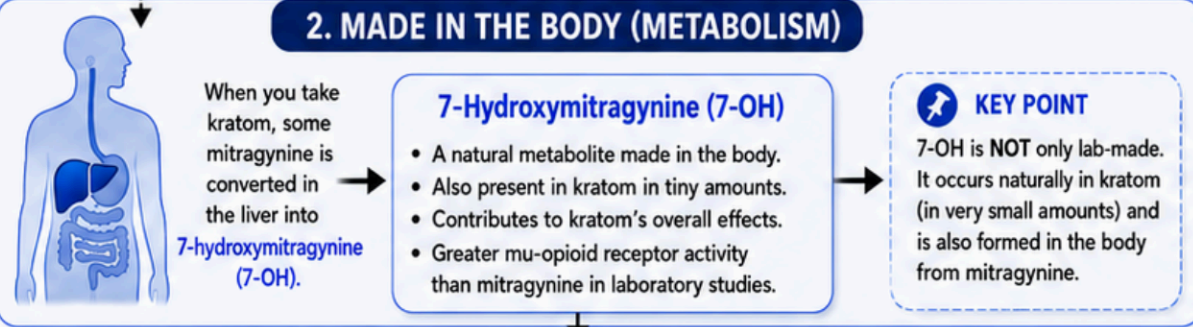 2. MADE IN THE BODY (METABOLISM)
When you take
kratom, some
mitragynine is
converted in
the liver into
7-hydroxymitragynine
(7-OH).
7-Hydroxymitragynine (7-OH)
• A natural metabolite made in the body.
• Also present in kratom in tiny amounts.
• Contributes to kratom's overall effects.
• Greater mu-opioid receptor activity
than mitragynine in laboratory studies.
KEY POINT
7-OH is NOT only lab-made.
It occurs naturally in kratom
(in very small amounts) and
is also formed in the body
from mitragynine.